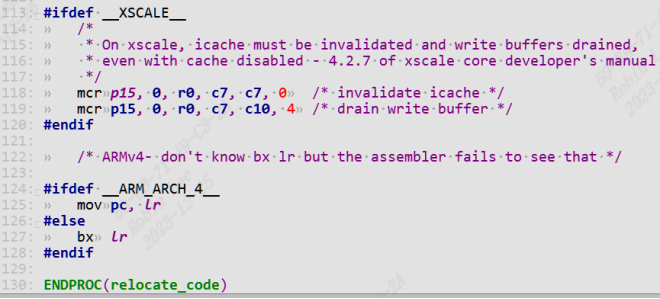 113: #ifdef __XSCALE__
114: /*
115: * On xscale, icache must be invalidated and write buffers drained,
116: * even with cache disabled - 4.2.7 of xscale core developer's manual
117: */
118: mcr p15, 0, r0, c7, c7, 0 /* invalidate icache */
119: mcr p15, 0, r0, c7, c10, 4 /* drain write buffer */
120: #endif
121:
122: /* ARMv4- don't know bx lr but the assembler fails to see that */
123:
124: #ifdef __ARM_ARCH_4__
125: mov pc, lr
126: #else
127: bx lr
128: #endif
129:
130: ENDPROC(relocate_code)